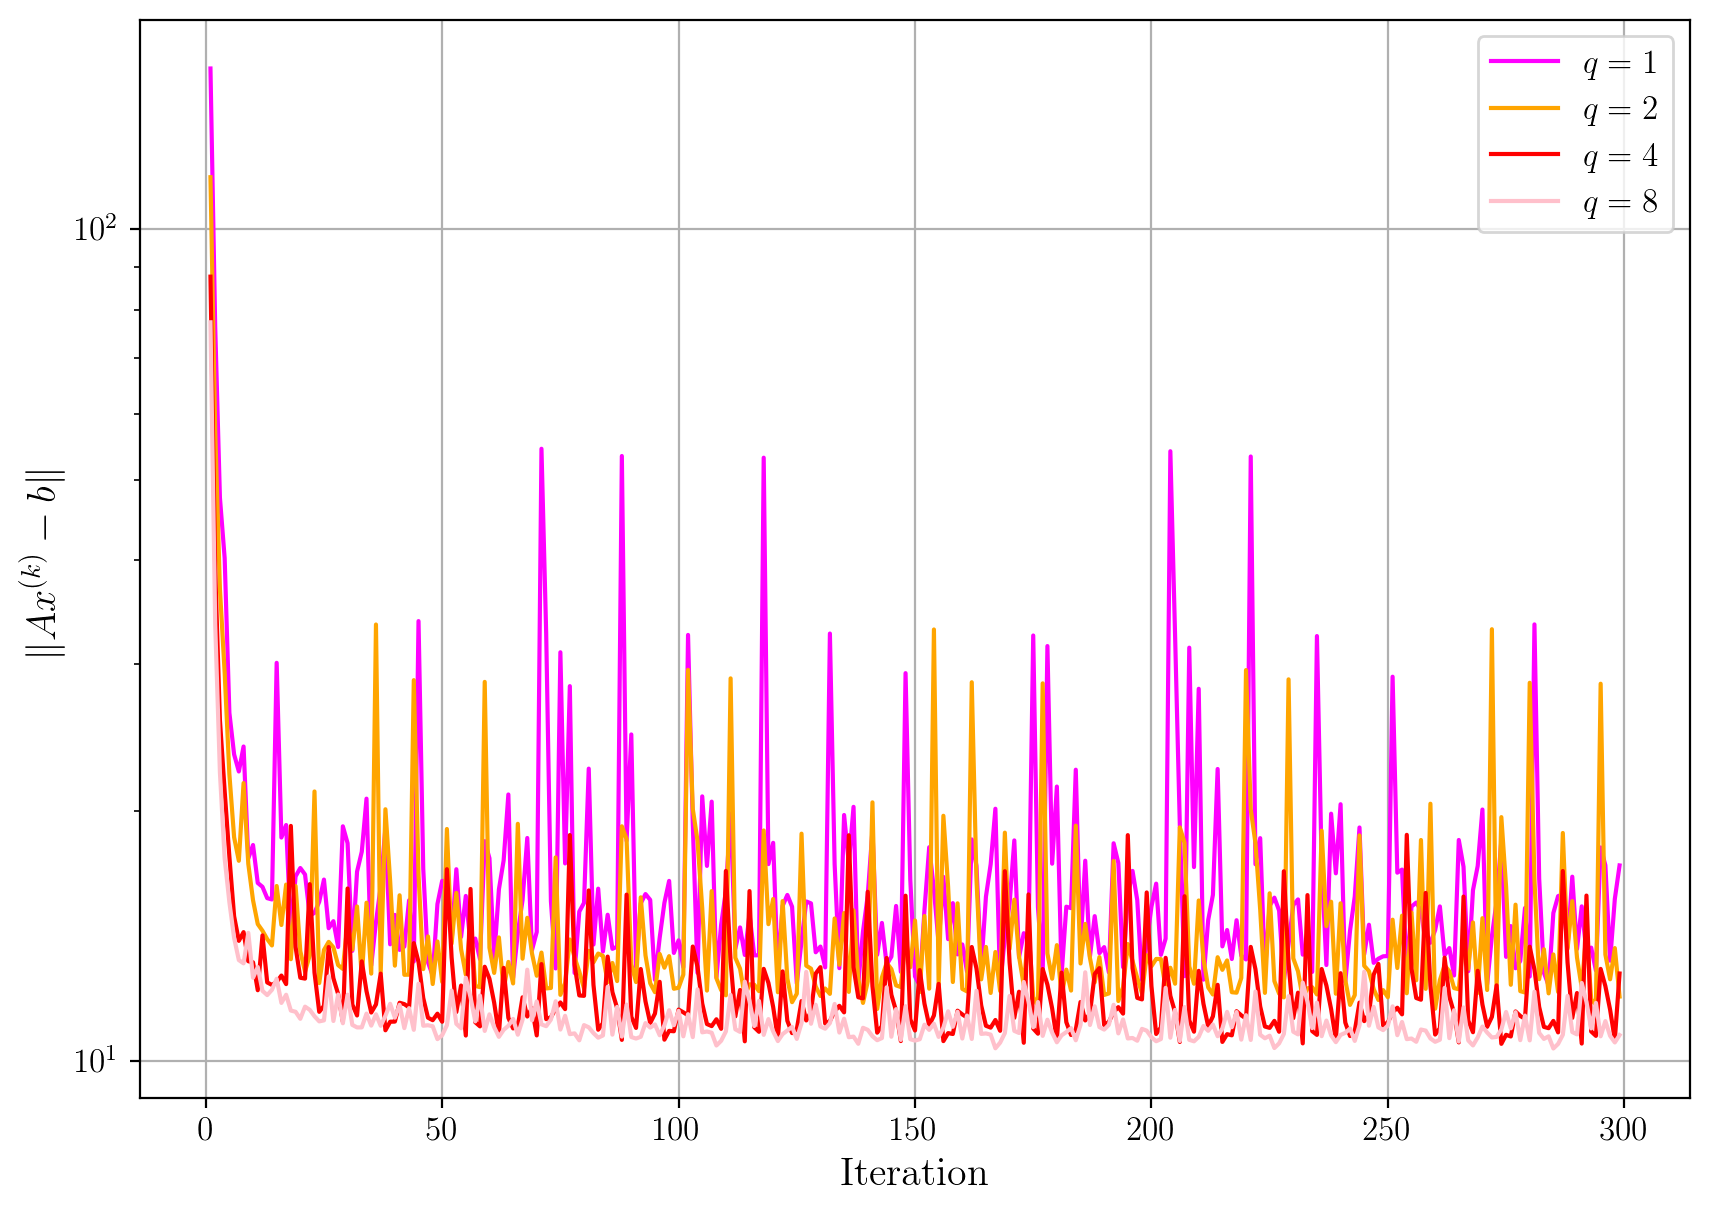 q = 1
q = 2
q = 4
q = 8
||Ax^(k) − b||
10^2
10^1
0 50 100 150 200 250 300
Iteration